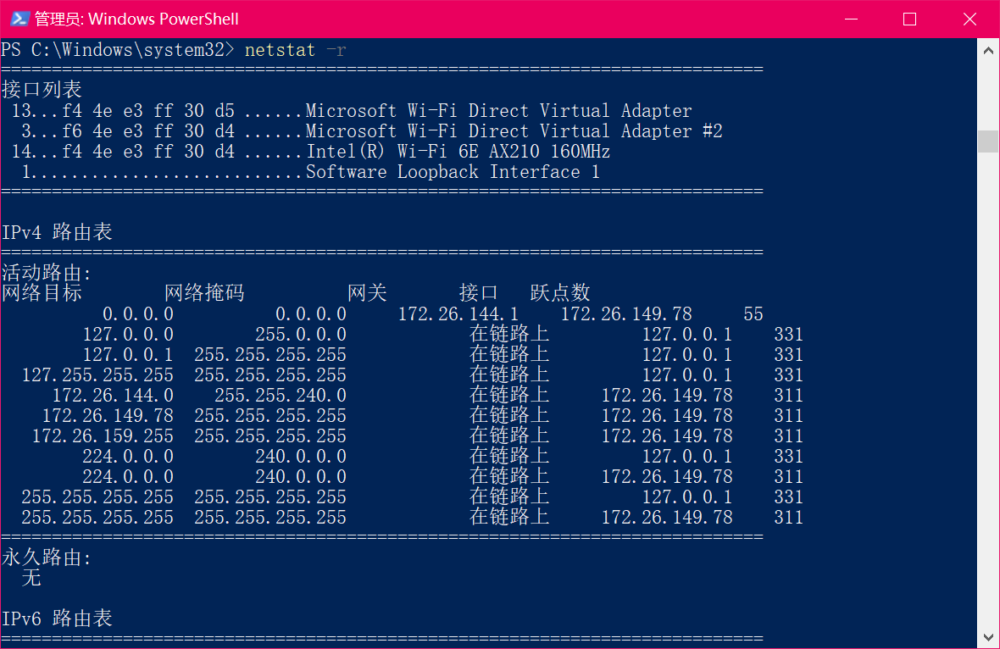 管理员: Windows PowerShell
PS C:\Windows\system32> netstat -r
===========================================================================
接口列表
 13...f4 4e e3 ff 30 d5 ......Microsoft Wi-Fi Direct Virtual Adapter
  3...f6 4e e3 ff 30 d4 ......Microsoft Wi-Fi Direct Virtual Adapter #2
 14...f4 4e e3 ff 30 d4 ......Intel(R) Wi-Fi 6E AX210 160MHz
  1...........................Software Loopback Interface 1
===========================================================================
IPv4 路由表
===========================================================================
活动路由:
网络目标        网络掩码          网关       接口   跃点数
          0.0.0.0          0.0.0.0     172.26.144.1    172.26.149.78     55
        127.0.0.0        255.0.0.0            在链路上         127.0.0.1    331
        127.0.0.1  255.255.255.255            在链路上         127.0.0.1    331
  127.255.255.255  255.255.255.255            在链路上         127.0.0.1    331
     172.26.144.0    255.255.240.0            在链路上     172.26.149.78    311
    172.26.149.78  255.255.255.255            在链路上     172.26.149.78    311
   172.26.159.255  255.255.255.255            在链路上     172.26.149.78    311
        224.0.0.0        240.0.0.0            在链路上         127.0.0.1    331
        224.0.0.0        240.0.0.0            在链路上     172.26.149.78    311
  255.255.255.255  255.255.255.255            在链路上         127.0.0.1    331
  255.255.255.255  255.255.255.255            在链路上     172.26.149.78    311
===========================================================================
永久路由:
  无
IPv6 路由表
===========================================================================